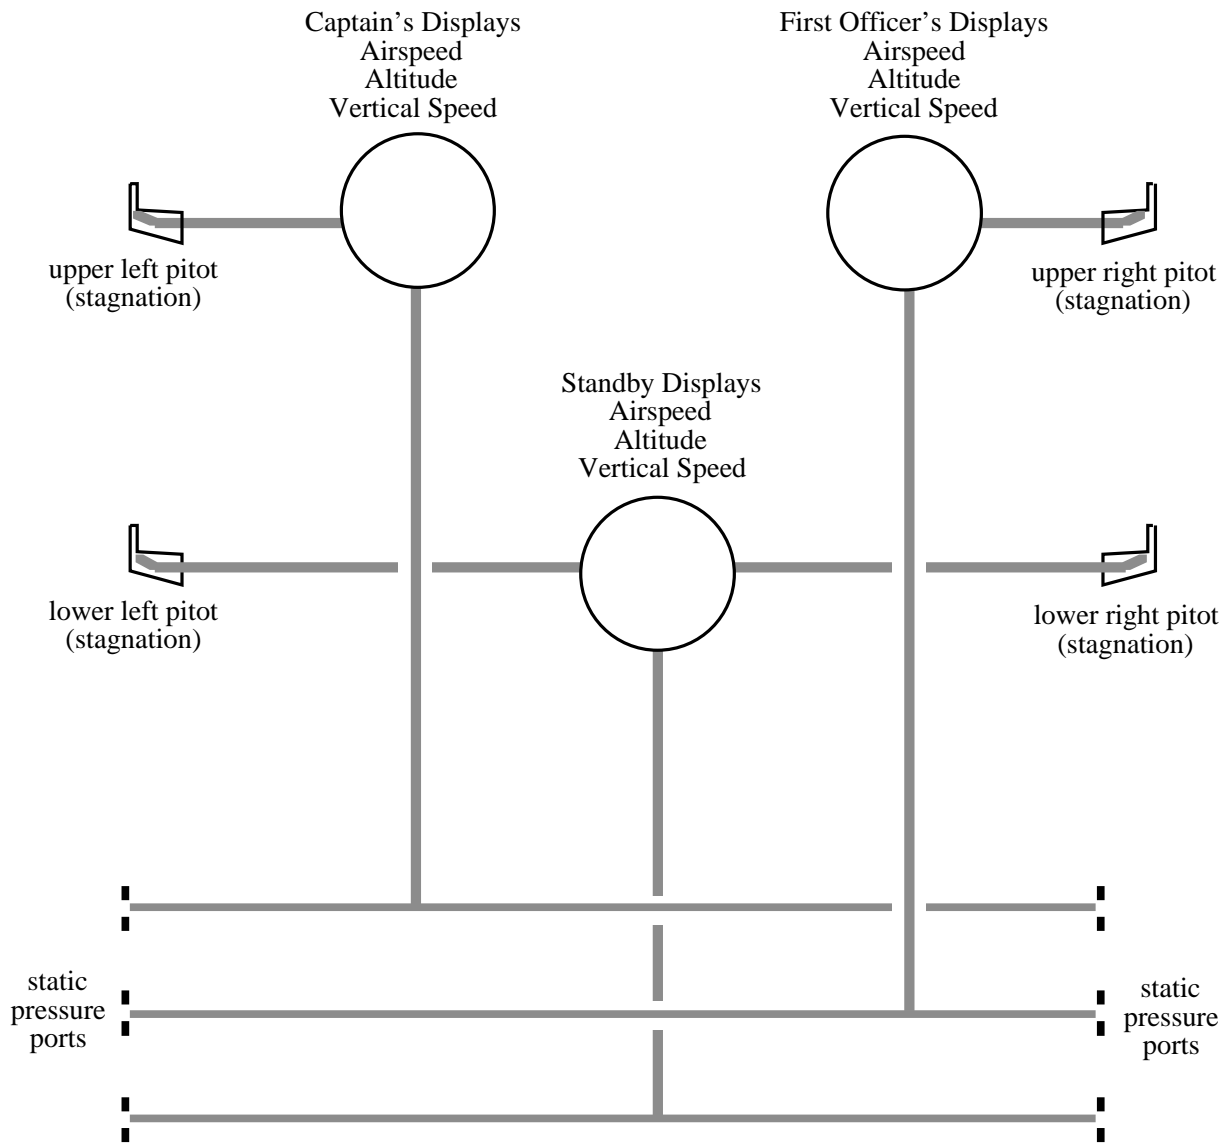 Captain’s Displays
Airspeed
Altitude
Vertical Speed
First Officer’s Displays
Airspeed
Altitude
Vertical Speed
upper left pitot
(stagnation)
upper right pitot
(stagnation)
Standby Displays
Airspeed
Altitude
Vertical Speed
lower left pitot
(stagnation)
lower right pitot
(stagnation)
static
pressure
ports
static
pressure
ports